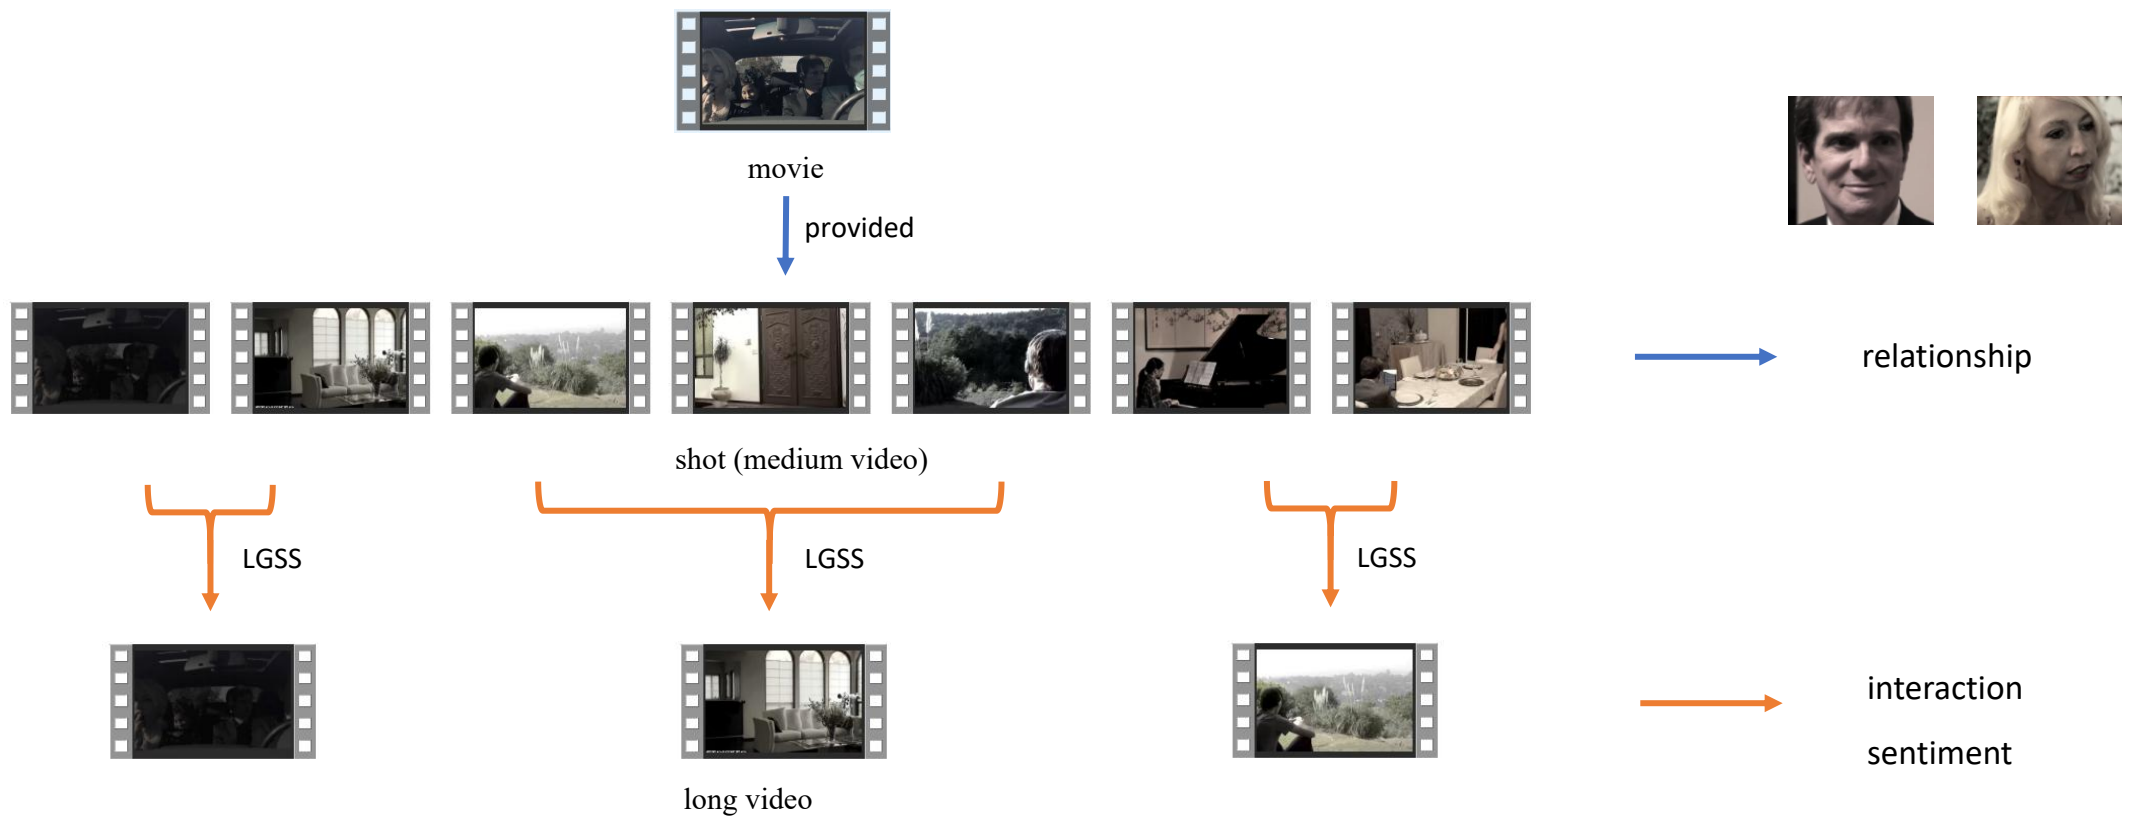 movie
provided
relationship
shot (medium video)
LGSS
LGSS
LGSS
interaction
sentiment
long video